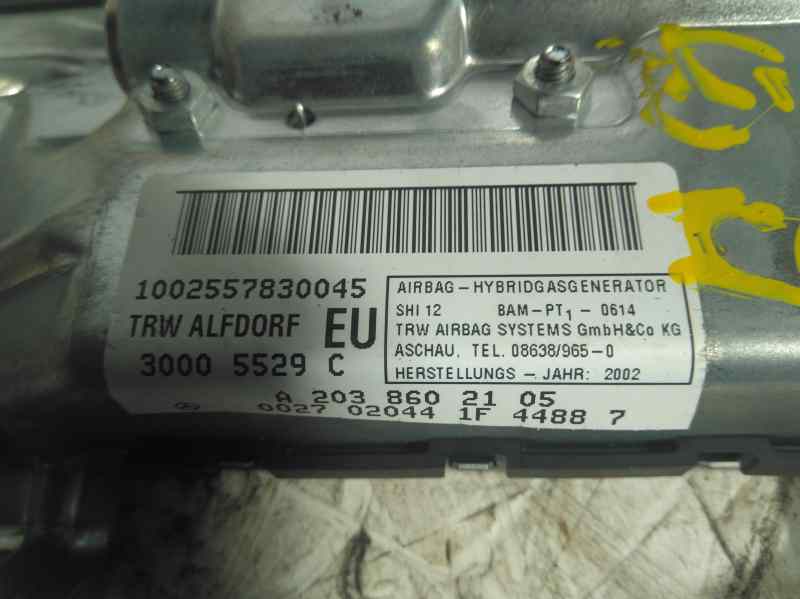 1002557830045
TRW ALFDORF EU
3000 5529 C
AIRBAG – HYBRIDGASGENERATOR
SHI 12 BAM–PT1 – 0614
TRW AIRBAG SYSTEMS GmbH&Co KG
ASCHAU, TEL. 08638/965–0
HERSTELLUNGS – JAHR: 2002
A 203 860 21 05
0027 02044 1F 4488 7